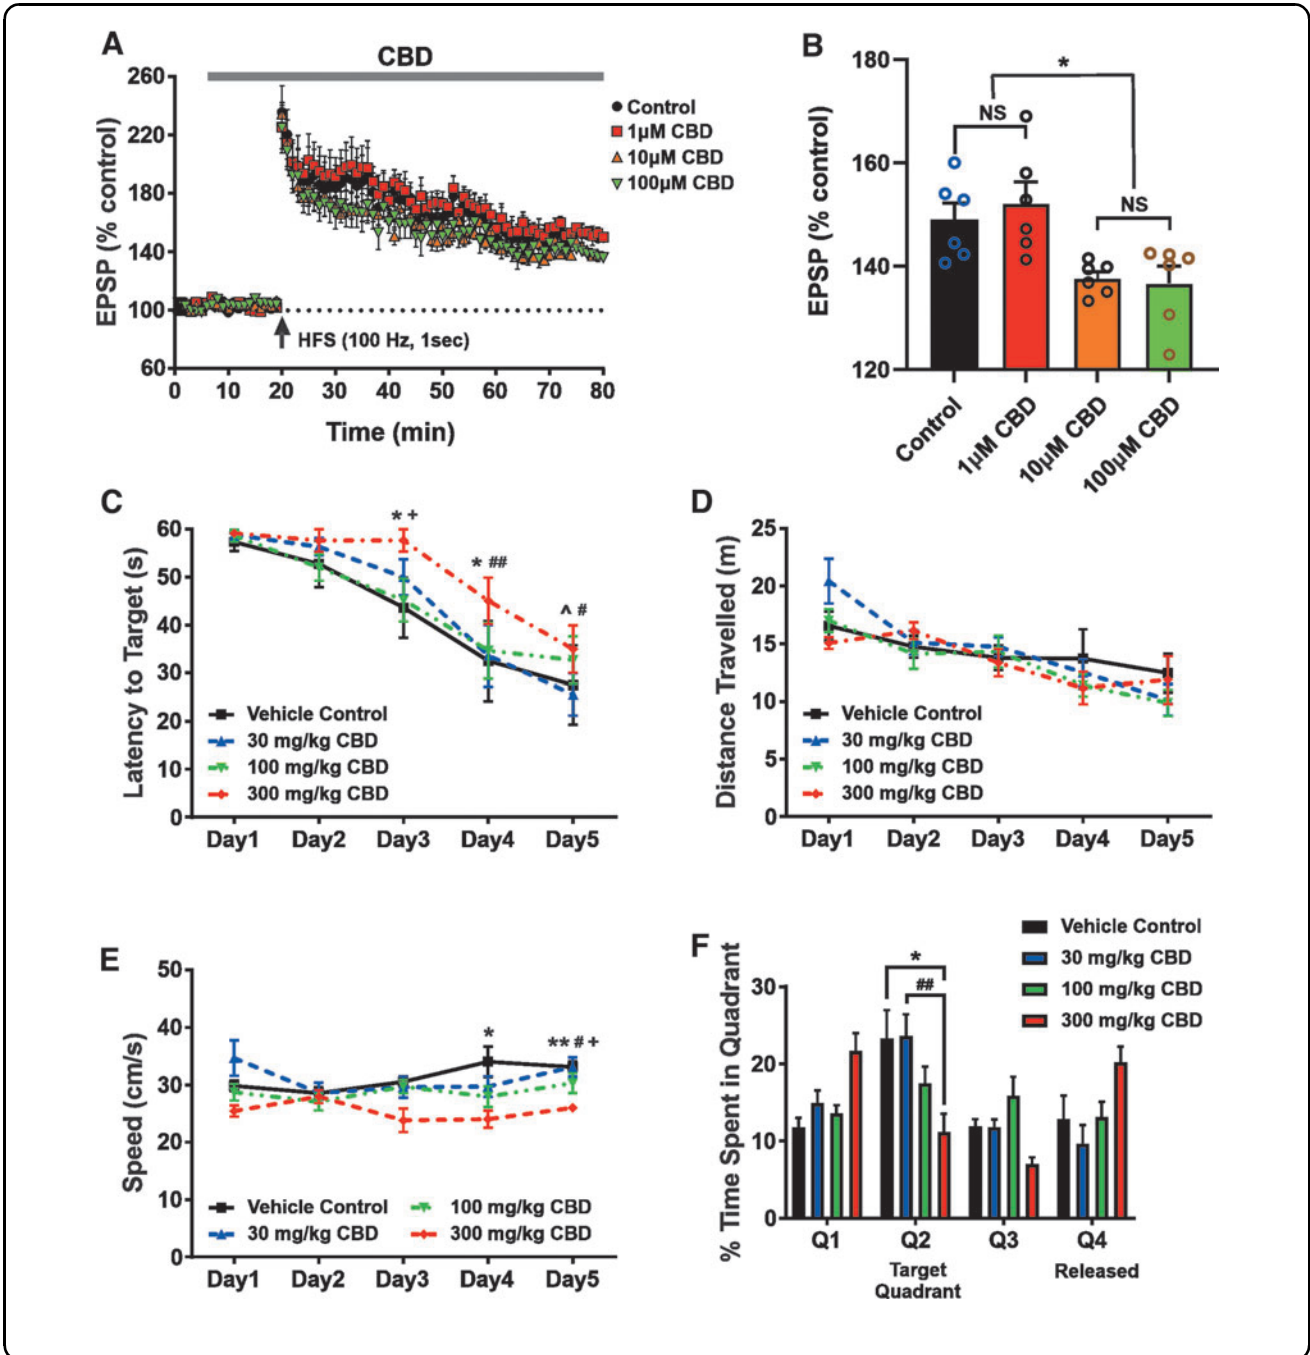 A
CBD
260
220
180
140
100
60
EPSP (% control)
Control
1µM CBD
10µM CBD
100µM CBD
HFS (100 Hz, 1sec)
0 10 20 30 40 50 60 70 80
Time (min)
B
180
160
140
120
EPSP (% control)
*
NS
NS
Control
1µM CBD
10µM CBD
100µM CBD
C
60
50
40
30
20
10
0
Latency to Target (s)
* +
* ##
^ #
Vehicle Control
30 mg/kg CBD
100 mg/kg CBD
300 mg/kg CBD
Day1 Day2 Day3 Day4 Day5
D
25
20
15
10
5
0
Distance Travelled (m)
Vehicle Control
30 mg/kg CBD
100 mg/kg CBD
300 mg/kg CBD
Day1 Day2 Day3 Day4 Day5
E
50
40
30
20
10
0
Speed (cm/s)
*
** # +
Vehicle Control 100 mg/kg CBD
30 mg/kg CBD 300 mg/kg CBD
Day1 Day2 Day3 Day4 Day5
F
Vehicle Control
30 mg/kg CBD
100 mg/kg CBD
300 mg/kg CBD
30
20
10
0
% Time Spent in Quadrant
*
##
Q1 Q2 Q3 Q4
Target
Quadrant
Released